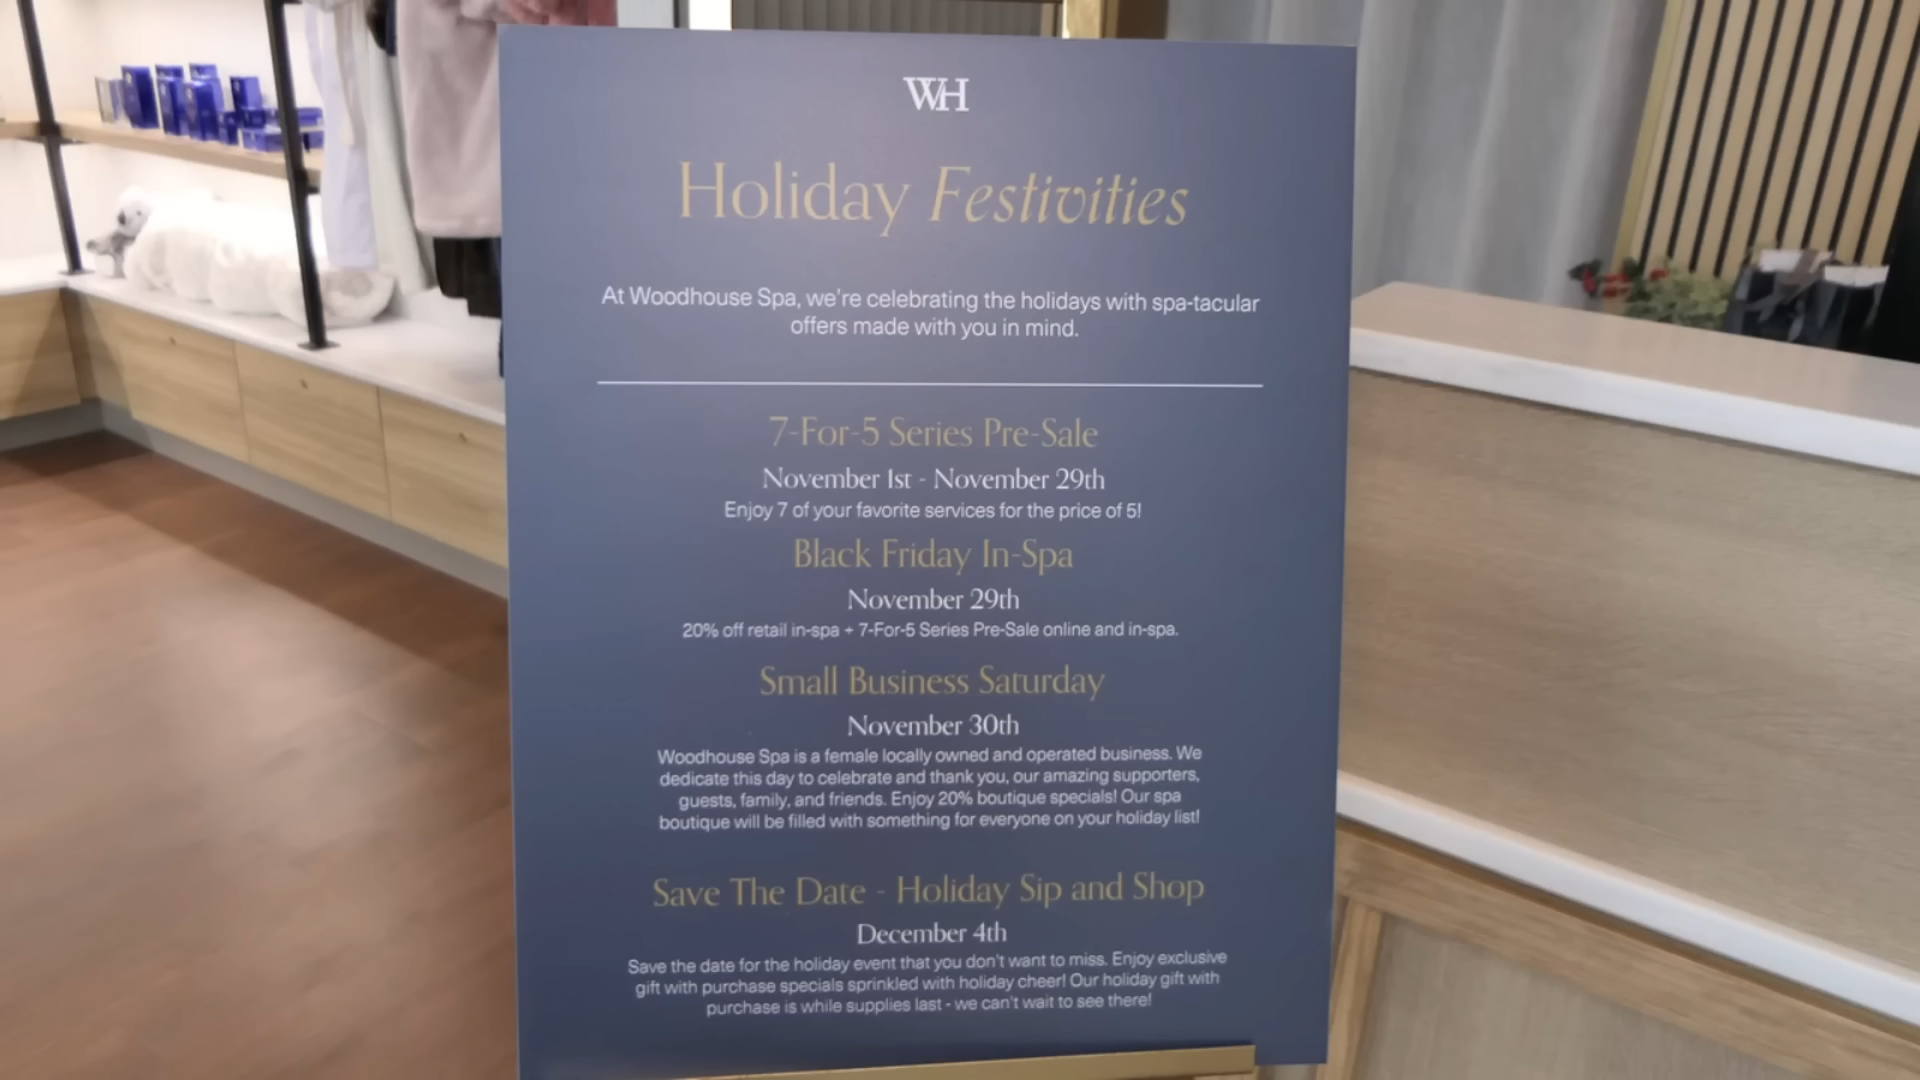 WH
Holiday Festivities
At Woodhouse Spa, we're celebrating the holidays with spa-tacular
offers made with you in mind.
7-For-5 Series Pre-Sale
November 1st - November 29th
Enjoy 7 of your favorite services for the price of 5!
Black Friday In-Spa
November 29th
20% off retail in-spa + 7-For-5 Series Pre-Sale online and in-spa.
Small Business Saturday
November 30th
Woodhouse Spa is a female locally owned and operated business. We
dedicate this day to celebrate and thank you, our amazing supporters,
guests, family, and friends. Enjoy 20% boutique specials! Our spa
boutique will be filled with something for everyone on your holiday list!
Save The Date - Holiday Sip and Shop
December 4th
Save the date for the holiday event that you don't want to miss. Enjoy exclusive
gift with purchase specials sprinkled with holiday cheer! Our holiday gift with
purchase is while supplies last - we can't wait to see there!